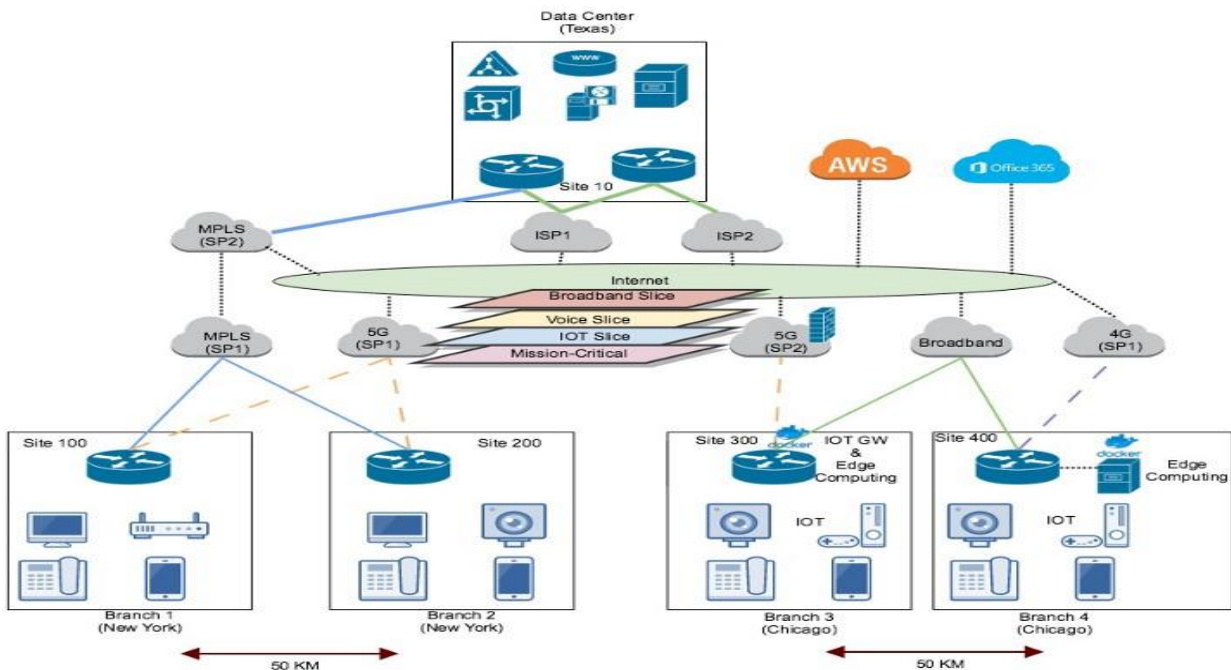 Data Center
(Texas)
WWW
Site 10
AWS
Office 365
MPLS
(SP2)
ISP1
ISP2
Internet
Broadband Slice
Voice Slice
IOT Slice
Mission-Critical
MPLS
(SP1)
5G
(SP1)
5G
(SP2)
Broadband
4G
(SP1)
Site 100
Site 200
Site 300
docker
IOT GW
&
Edge
Computing
Site 400
docker
Edge
Computing
IOT
IOT
Branch 1
(New York)
Branch 2
(New York)
Branch 3
(Chicago)
Branch 4
(Chicago)
50 KM
50 KM